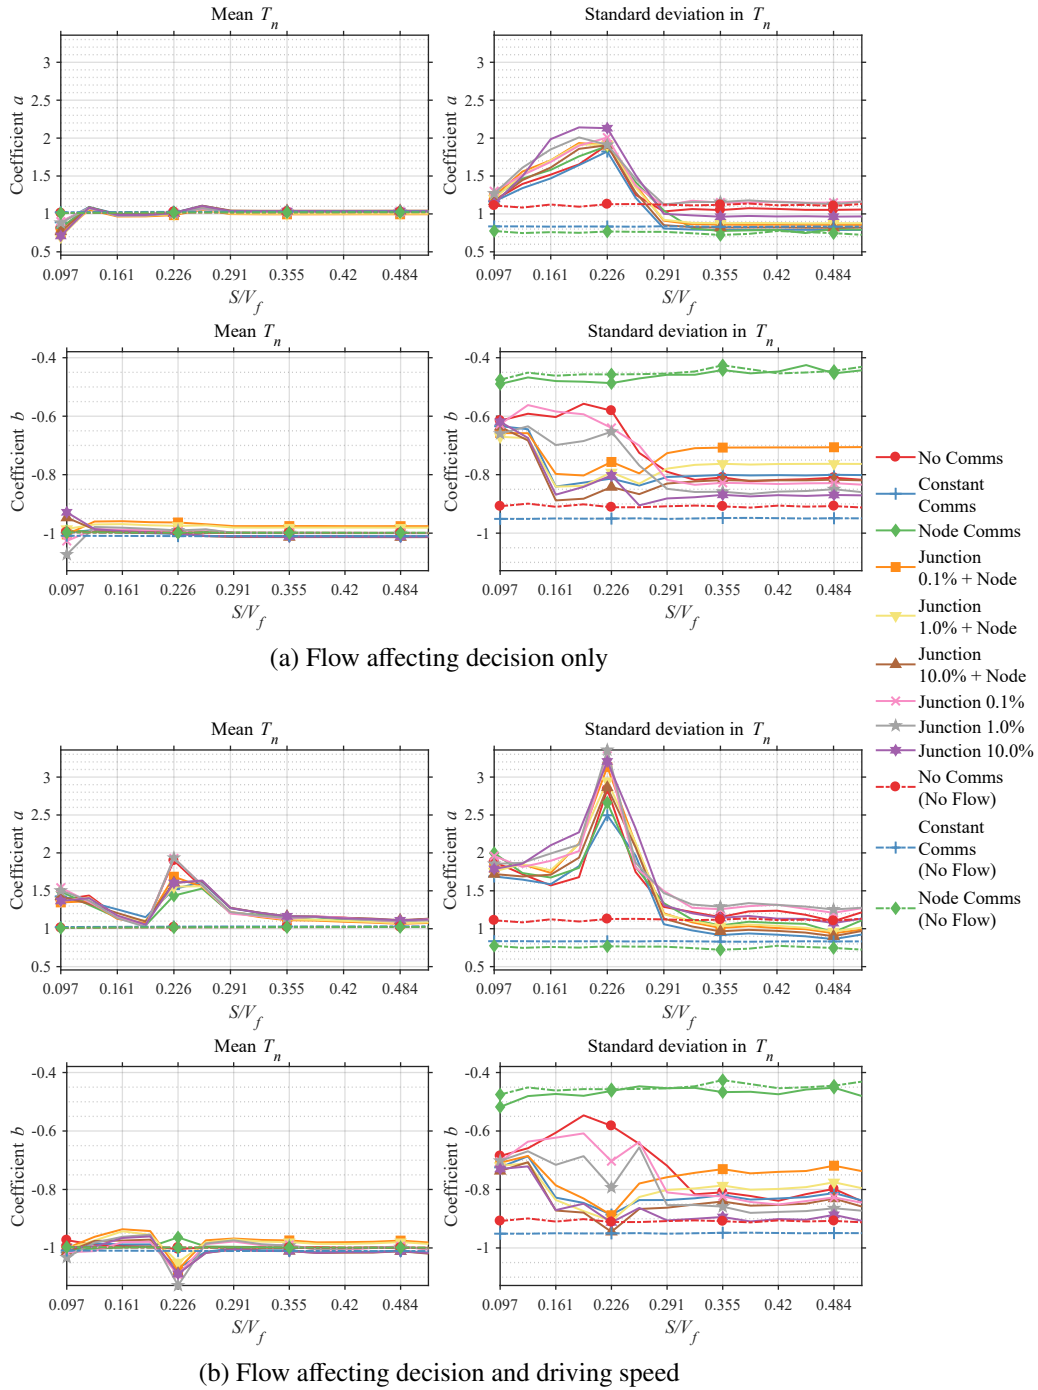 Mean T_n
Standard deviation in T_n
Coefficient a
3
2.5
2
1.5
1
0.5
0.097 0.161 0.226 0.291 0.355 0.42 0.484
S/V_f
3
2.5
2
1.5
1
0.5
0.097 0.161 0.226 0.291 0.355 0.42 0.484
S/V_f
Coefficient a
Mean T_n
Standard deviation in T_n
Coefficient b
-0.4
-0.6
-0.8
-1
0.097 0.161 0.226 0.291 0.355 0.42 0.484
S/V_f
Coefficient b
-0.4
-0.6
-0.8
-1
0.097 0.161 0.226 0.291 0.355 0.42 0.484
S/V_f
(a) Flow affecting decision only
No Comms
Constant
Comms
Node Comms
Junction
0.1% + Node
Junction
1.0% + Node
Junction
10.0% + Node
Junction 0.1%
Junction 1.0%
Junction 10.0%
No Comms
(No Flow)
Constant
Comms
(No Flow)
Node Comms
(No Flow)
Mean T_n
Standard deviation in T_n
Coefficient a
3
2.5
2
1.5
1
0.5
0.097 0.161 0.226 0.291 0.355 0.42 0.484
S/V_f
Coefficient a
3
2.5
2
1.5
1
0.5
0.097 0.161 0.226 0.291 0.355 0.42 0.484
S/V_f
Mean T_n
Standard deviation in T_n
Coefficient b
-0.4
-0.6
-0.8
-1
0.097 0.161 0.226 0.291 0.355 0.42 0.484
S/V_f
Coefficient b
-0.4
-0.6
-0.8
-1
0.097 0.161 0.226 0.291 0.355 0.42 0.484
S/V_f
(b) Flow affecting decision and driving speed